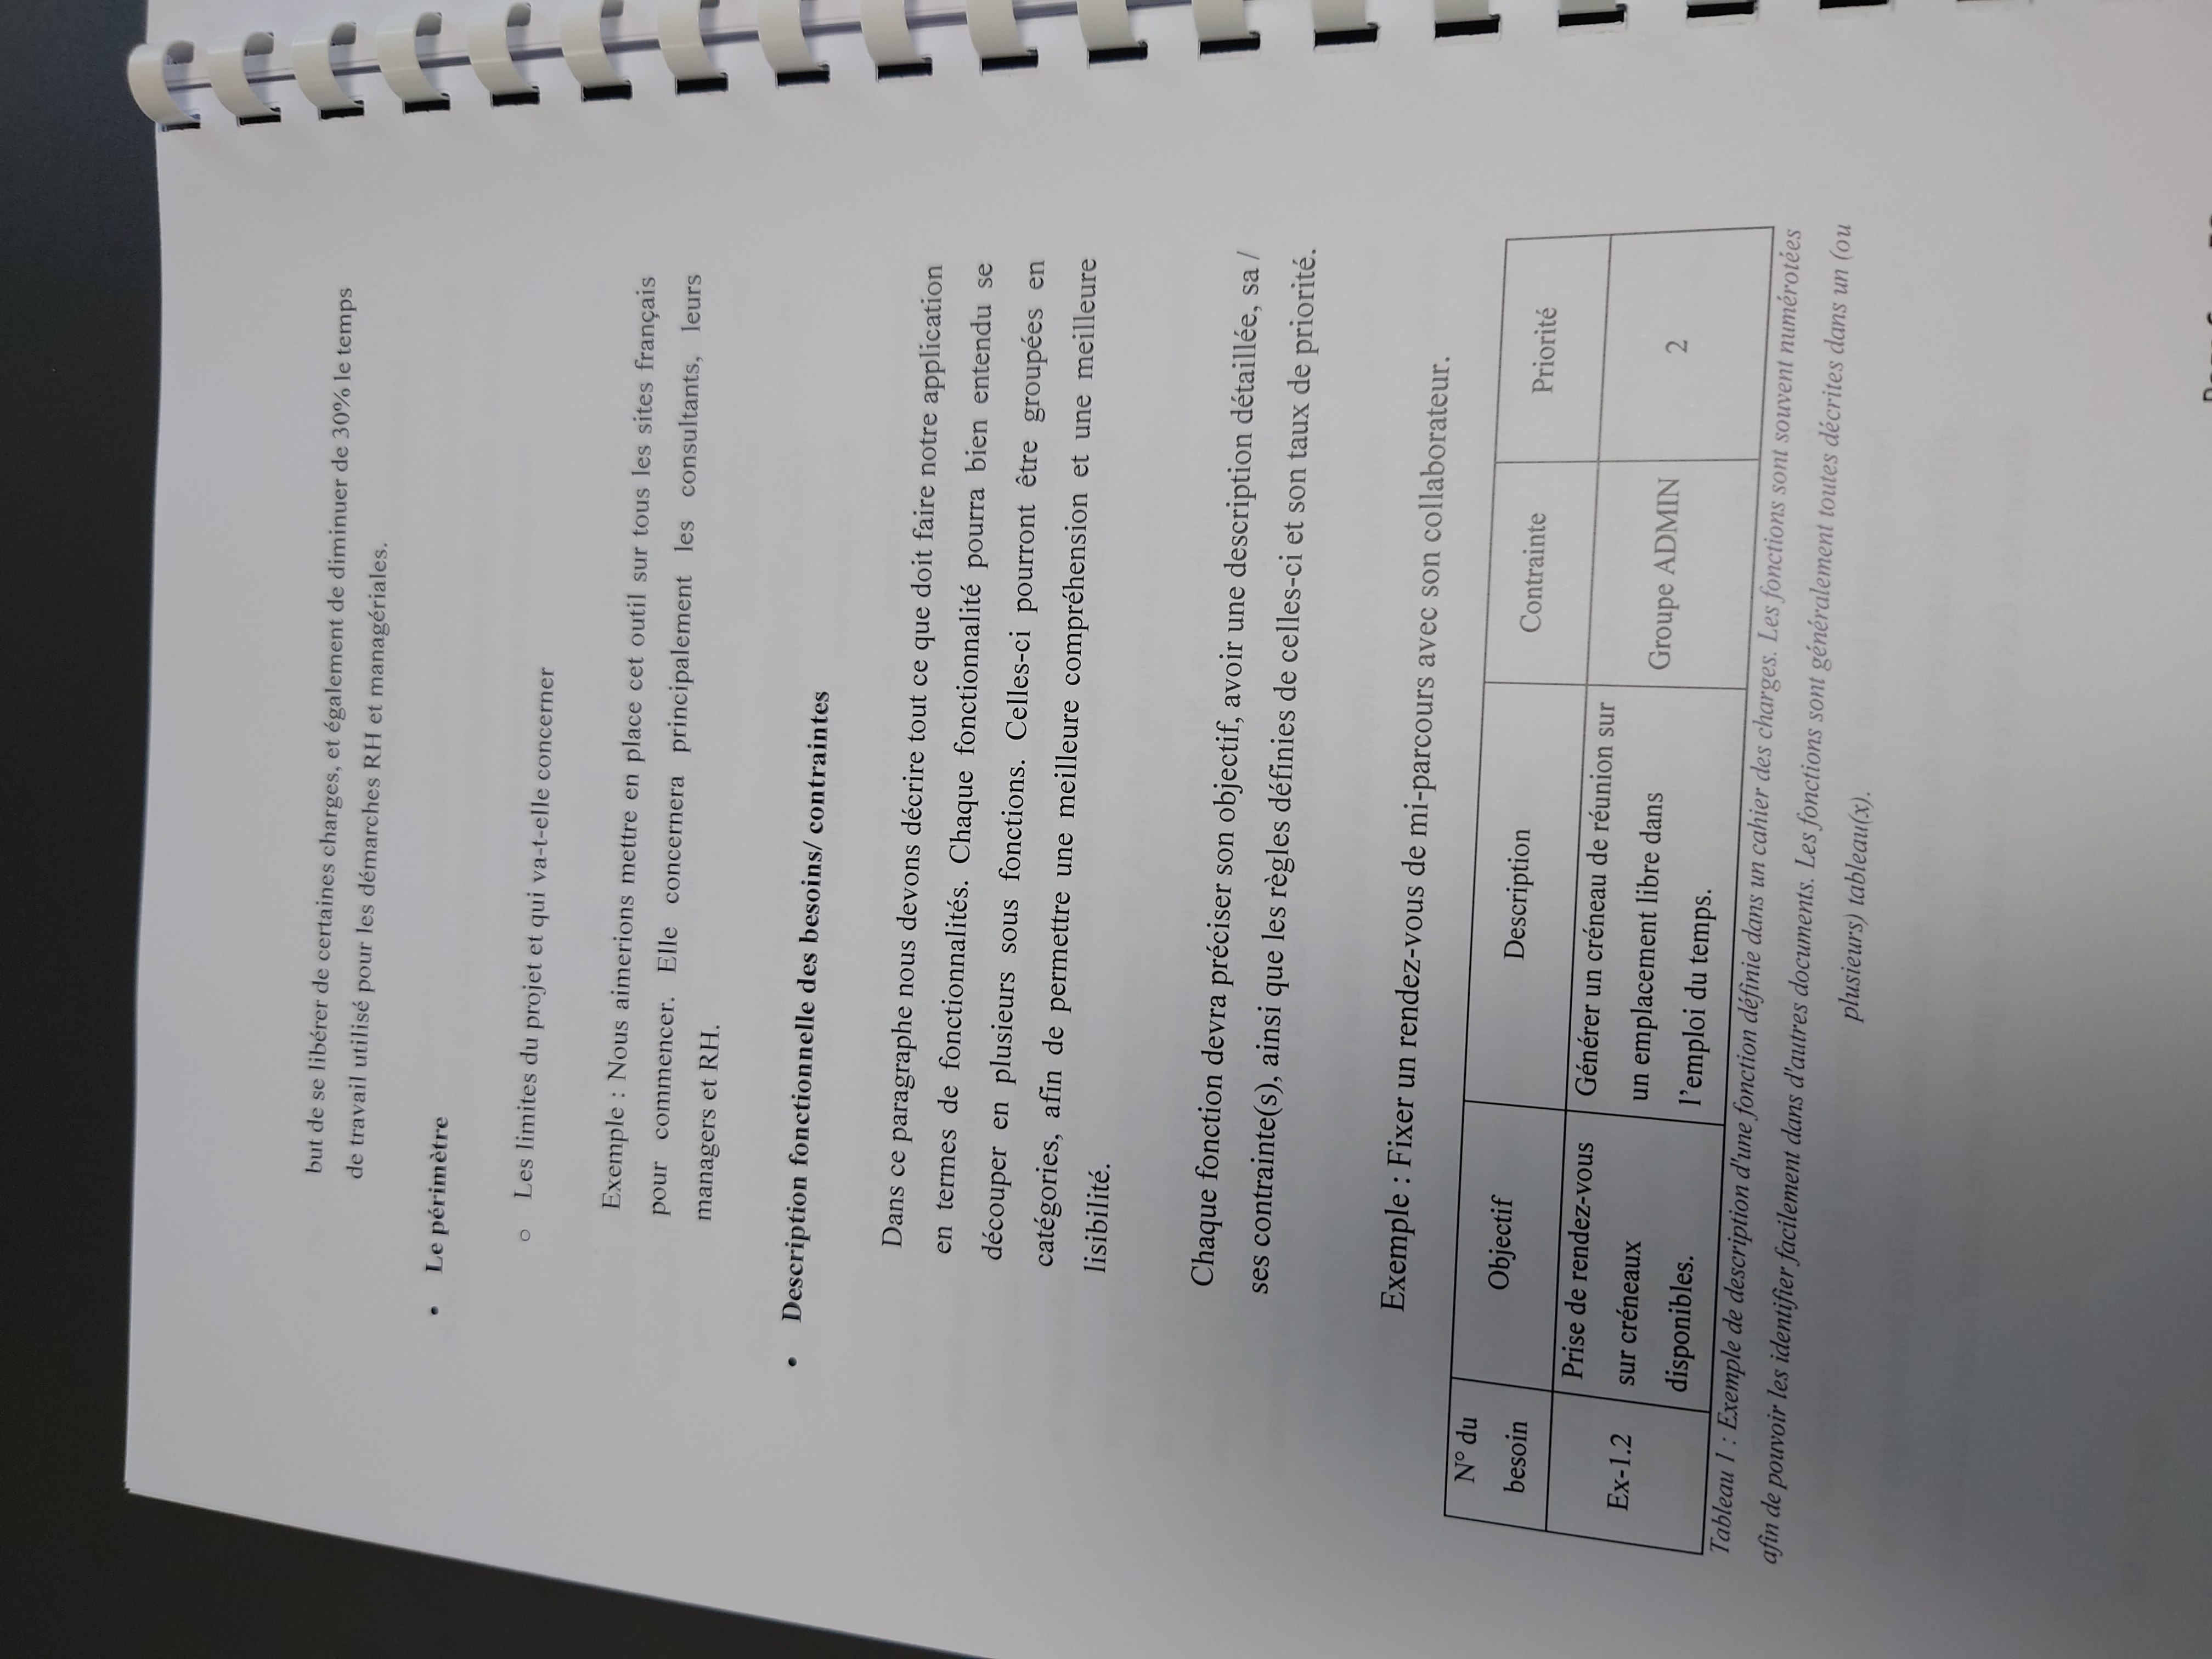 but de se libérer de certaines charges, et également de diminuer de 30% le temps
de travail utilisé pour les démarches RH et managériales.
• Le périmètre
o Les limites du projet et qui va-t-elle concerner
Exemple : Nous aimerions mettre en place cet outil sur tous les sites français
pour commencer. Elle concernera principalement les consultants, leurs
managers et RH.
• Description fonctionnelle des besoins/ contraintes
Dans ce paragraphe nous devons décrire tout ce que doit faire notre application
en termes de fonctionnalités. Chaque fonctionnalité pourra bien entendu se
découper en plusieurs sous fonctions. Celles-ci pourront être groupées en
catégories, afin de permettre une meilleure compréhension et une meilleure
lisibilité.
Chaque fonction devra préciser son objectif, avoir une description détaillée, sa /
ses contrainte(s), ainsi que les règles définies de celles-ci et son taux de priorité.
Exemple : Fixer un rendez-vous de mi-parcours avec son collaborateur.
N° du
besoin
Objectif
Description
Contrainte
Priorité
Ex-1.2
Prise de rendez-vous
sur créneaux
disponibles.
Générer un créneau de réunion sur
un emplacement libre dans
l'emploi du temps.
Groupe ADMIN
2
Tableau 1 : Exemple de description d'une fonction définie dans un cahier des charges. Les fonctions sont souvent numérotées
afin de pouvoir les identifier facilement dans d'autres documents. Les fonctions sont généralement toutes décrites dans un (ou
plusieurs) tableau(x).